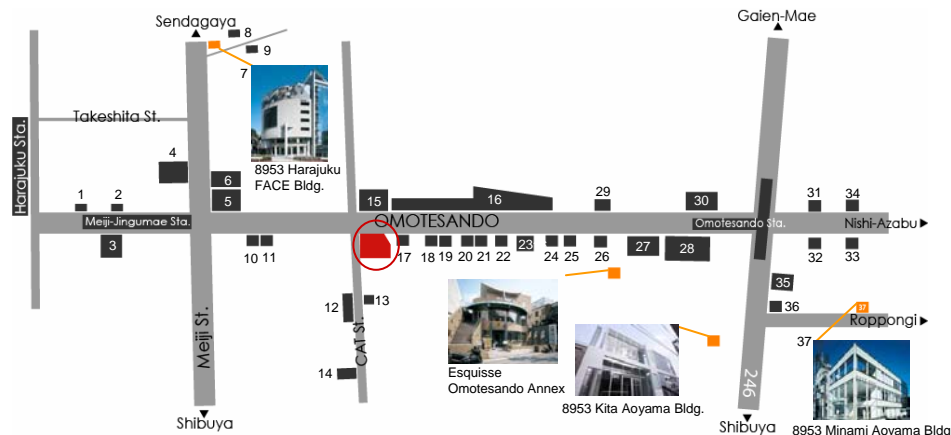 Sendagaya
8
9
7
Gaien-Mae
Takeshita St.
Harajuku Sta.
4
8953 Harajuku
FACE Bldg.
6
5
1
2
Meiji-Jingumae Sta.
3
15
16
29
30
31
34
OMOTESANDO
Omotesando Sta.
Nishi-Azabu
10
11
17
18
19
20
21
22
23
24
25
26
27
28
32
33
12
13
14
CAT St.
Meiji St.
35
36
37
Roppongi
37
Esquisse
Omotesando Annex
8953 Kita Aoyama Bldg.
246
8953 Minami Aoyama Bldg
Shibuya
Shibuya